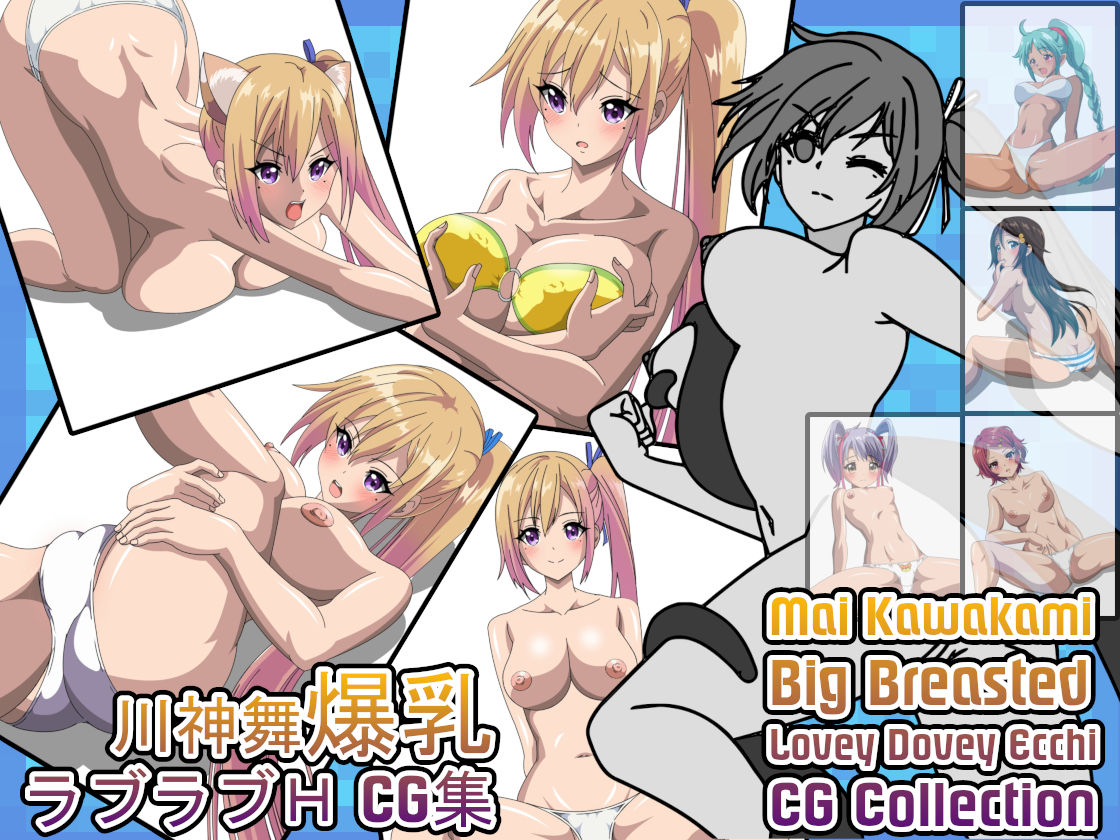 川神舞爆乳
ラブラブH CG集
Mai Kawakami
Big Breasted
Lovey Dovey Ecchi
CG Collection